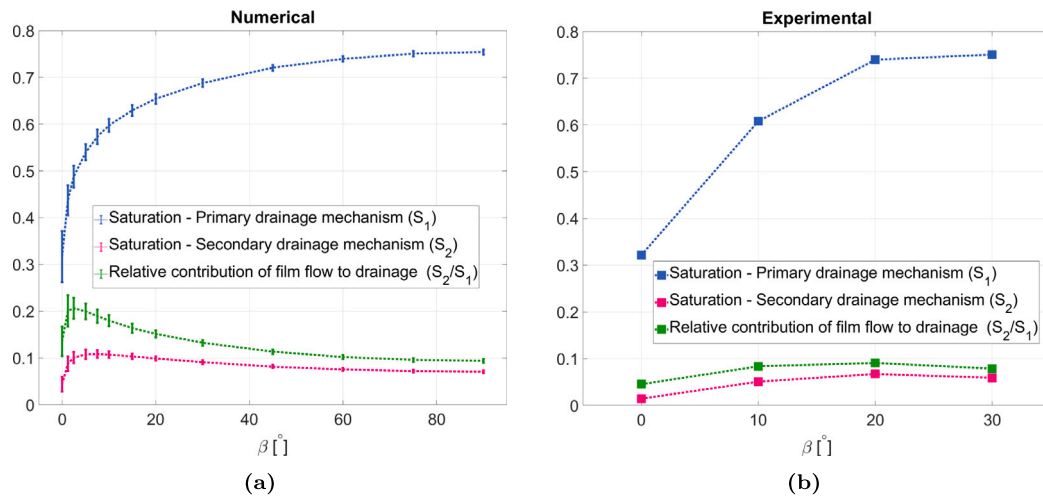 Numerical
0.8
0.7
0.6
0.5
0.4
0.3
0.2
0.1
0
Saturation - Primary drainage mechanism (S1)
Saturation - Secondary drainage mechanism (S2)
Relative contribution of film flow to drainage (S2/S1)
0 20 40 60 80
β [°]
(a)
Experimental
0.8
0.7
0.6
0.5
0.4
0.3
0.2
0.1
0
Saturation - Primary drainage mechanism (S1)
Saturation - Secondary drainage mechanism (S2)
Relative contribution of film flow to drainage (S2/S1)
0 10 20 30
β [°]
(b)